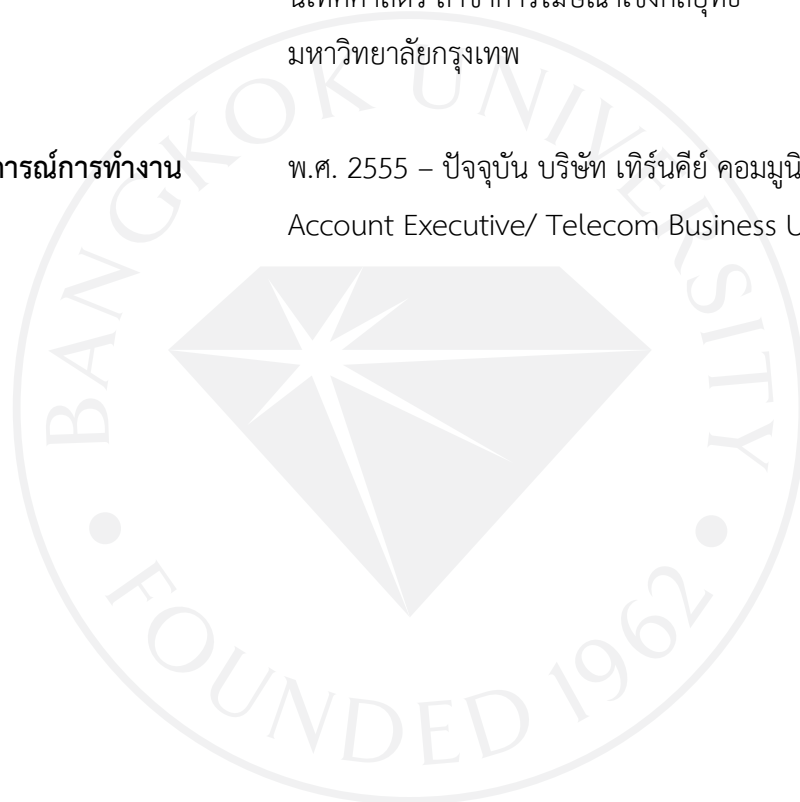 มหาวิทยาลัยกรุงเทพ
การณ์การทำงาน พ.ศ. 2555 – ปัจจุบัน บริษัท เทิร์นคีย์ คอมมูนิ
Account Executive/ Telecom Business U
BANGKOK UNIVERSITY
FOUNDED 1962